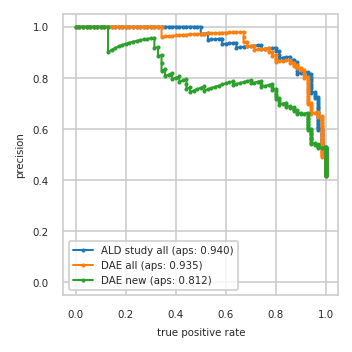 1.0
0.8
0.6
0.4
0.2
0.0
precision
ALD study all (aps: 0.940)
DAE all (aps: 0.935)
DAE new (aps: 0.812)
0.0 0.2 0.4 0.6 0.8 1.0
true positive rate